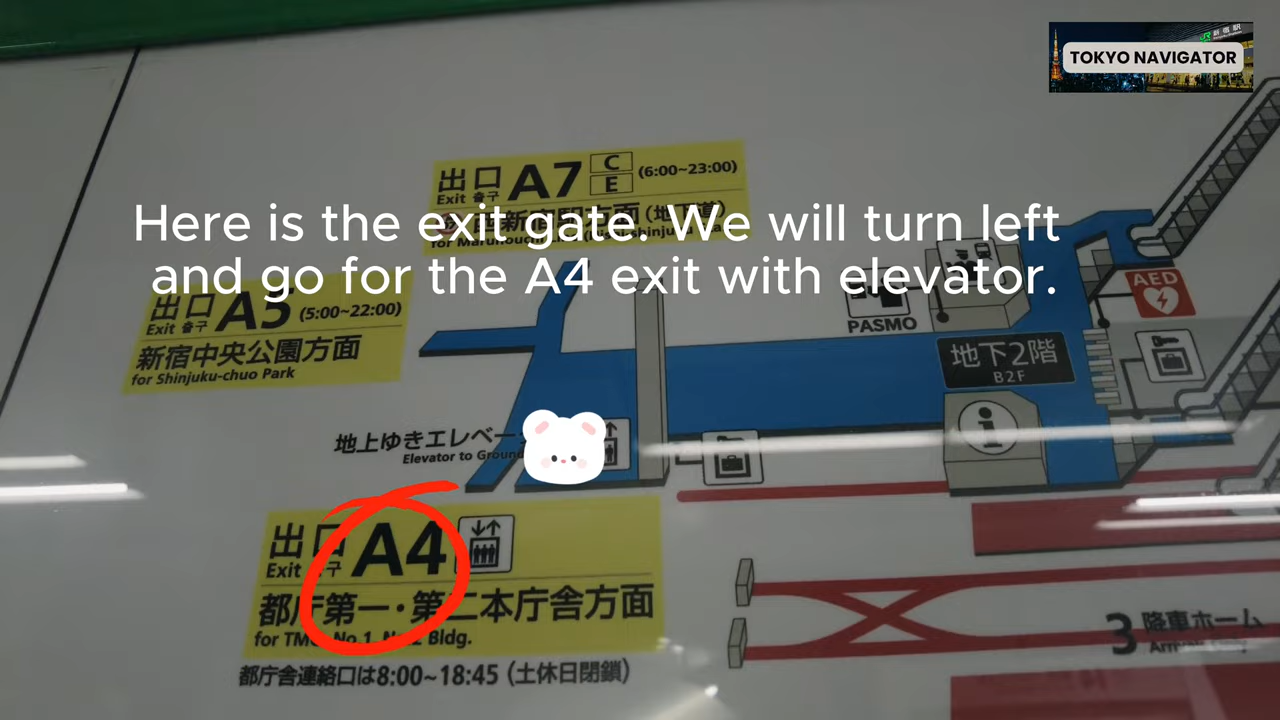 TOKYO NAVIGATOR
出口 A7 C E (6:00~23:00)
Exit 출구
Here is the exit gate. We will turn left
and go for the A4 exit with elevator.
出口 A5 (5:00~22:00)
Exit 출구
新宿中央公園方面
for Shinjuku-chuo Park
PASMO
AED
地下2階
B2F
i
地上ゆきエレベー
Elevator to Ground
出口 A4
Exit
都庁第一・第二本庁舎方面
for TMG No.1, No.2 Bldg.
都庁舎連絡口は8:00~18:45 (土休日閉鎖)
3 降車ホーム